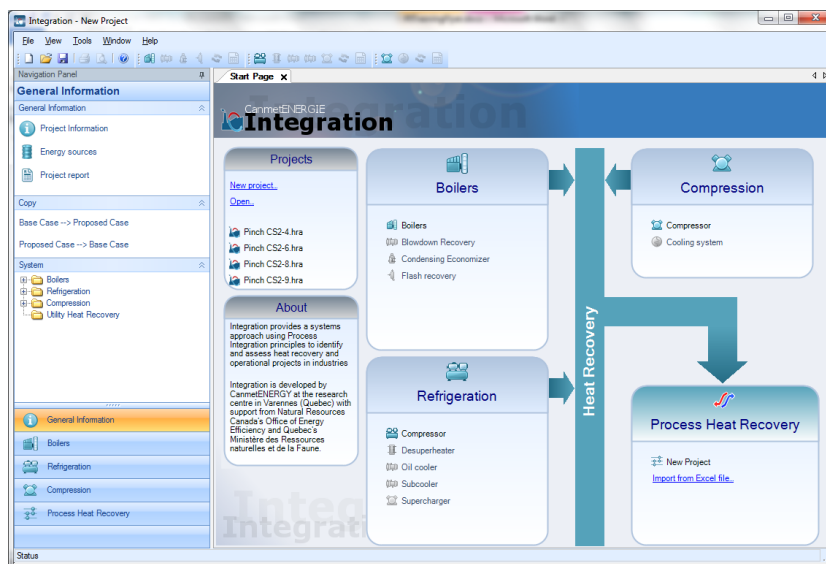 Integration - New Project
File View Tools Window Help
Navigation Panel
General Information
General Information
Project Information
Energy sources
Project report
Copy
Base Case --> Proposed Case
Proposed Case --> Base Case
System
Boilers
Refrigeration
Compression
Utility Heat Recovery
General Information
Boilers
Refrigeration
Compression
Process Heat Recovery
Status
Start Page
CanmetENERGIE
Integration
Projects
New project..
Open..
Pinch CS2-4.hra
Pinch CS2-6.hra
Pinch CS2-8.hra
Pinch CS2-9.hra
About
Integration provides a systems
approach using Process
Integration principles to identify
and assess heat recovery and
operational projects in industries
Integration is developed by
CanmetENERGY at the research
centre in Varennes (Quebec) with
support from Natural Resources
Canada's Office of Energy
Efficiency and Quebec's
Ministère des Ressources
naturelles et de la Faune.
Boilers
Boilers
Blowdown Recovery
Condensing Economizer
Flash recovery
Refrigeration
Compressor
Desuperheater
Oil cooler
Subcooler
Supercharger
Heat Recovery
Compression
Compressor
Cooling system
Process Heat Recovery
New Project
Import from Excel file..
Integration